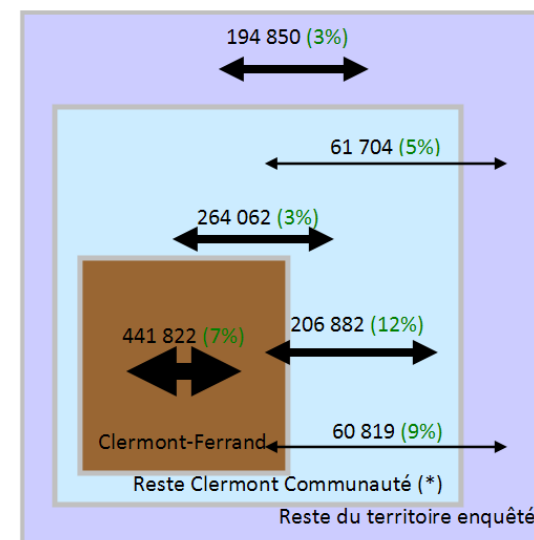 194 850 (3%)
61 704 (5%)
264 062 (3%)
441 822 (7%)
206 882 (12%)
Clermont-Ferrand
60 819 (9%)
Reste Clermont Communauté (*)
Reste du territoire enquêté